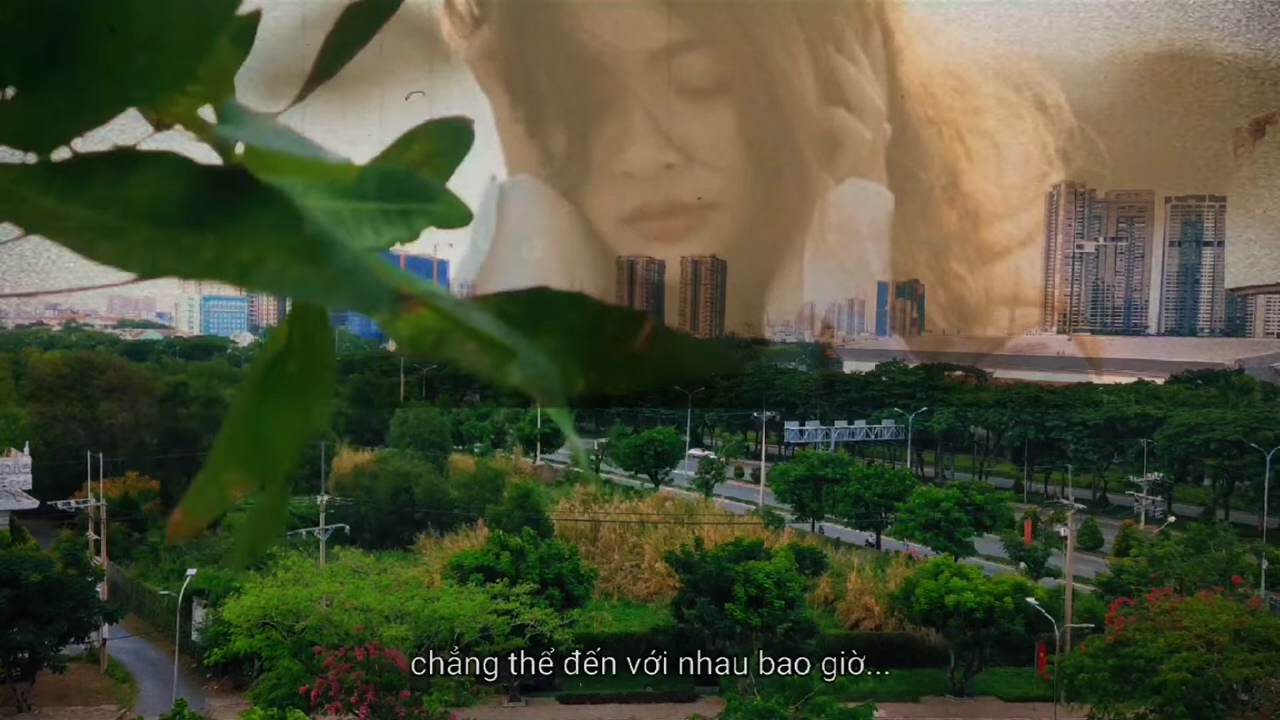 chẳng thể đến với nhau bao giờ...